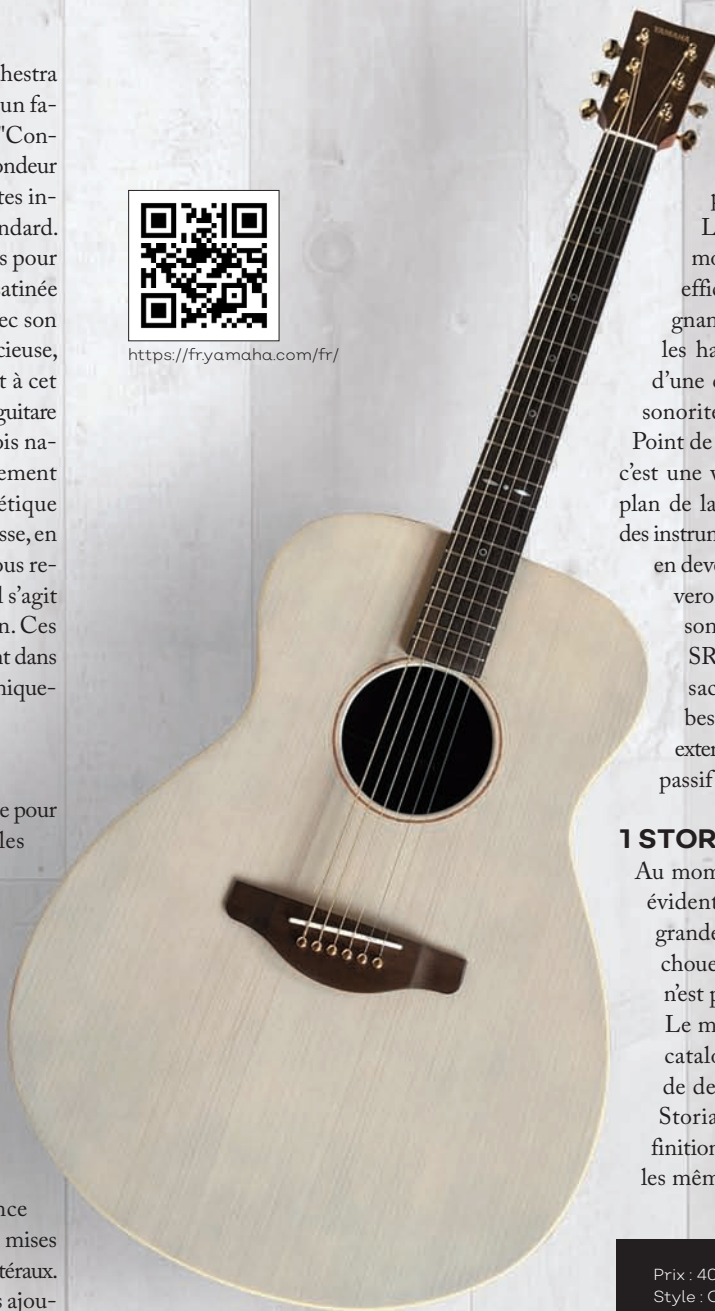 hestra
un fa-
"Con-
ondeur
tes in-
ndard.
s pour
atinée
ec son
cieuse,
t à cet
guitare
ois na-
ement
étique
sse, en
ous re-
l s'agit
n. Ces
nt dans
nique-
e pour
les
nce
mises
téraux.
s ajou-
https://fr.yamaha.com/fr/
YAMAHA
L
mo
effic
gnan
les ha
d'une
sonorité
Point de
c'est une v
plan de la
des instrun
en deve
vero
son
SR
sac
bes
exter
passif
1 STOR
Au mom
évident
grande
choue
n'est p
Le m
catalo
de de
Storia
finition
les mêm
Prix : 40
Style :